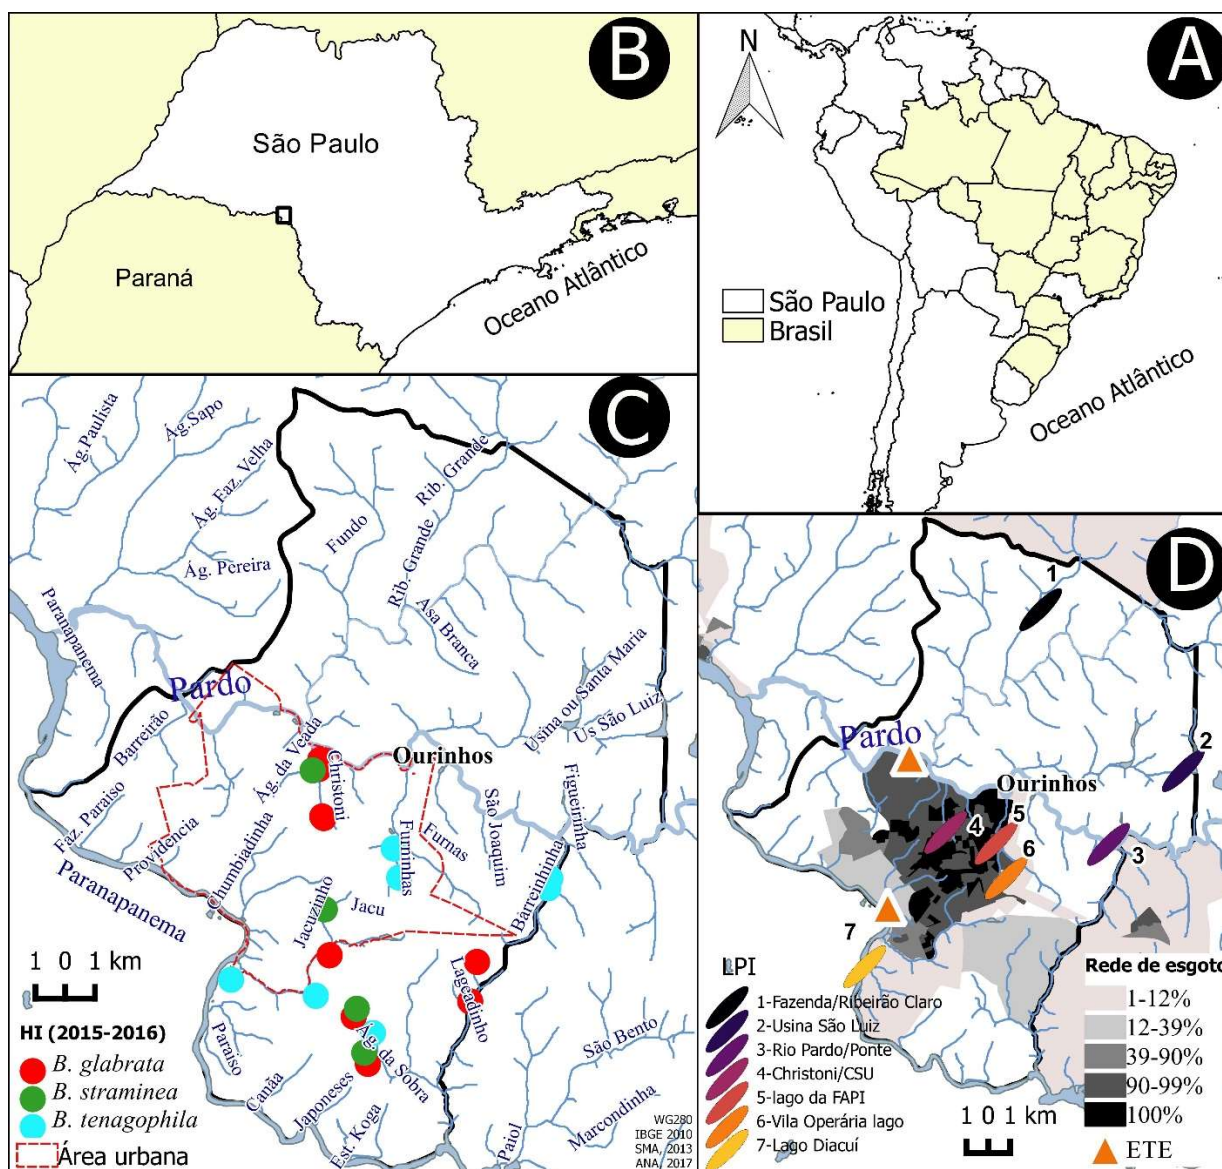 B
São Paulo
Paraná
Oceano Atlântico
A
N
São Paulo
Brasil
Oceano Atlântico
C
Ág.Paulista
Ág.Sapo
Ág. Faz. Velha
Ág. Pereira
Fundo
Rib. Grande
Rib. Grande
Asa Branca
Paranapanema
Pardo
Barreirão
Faz. Paraiso
Providencia
Ág. da Veada
Christoni
Ourinhos
Usina ou Santa Maria
Us São Luiz
Figueirinha
São Joaquim
Furnas
Furninhas
Chumbiadinha
Barreirinha
Paranapanema
Jacuzinho
Jacu
Lageadinho
Paraiso
Canãa
Japoneses
Ág. da Sobra
Est. Koga
São Bento
Marcondinha
Paiol
1 0 1 km
HI (2015-2016)
B. glabrata
B. straminea
B. tenagophila
Área urbana
WG280
IBGE 2010
SMA, 2013
ANA, 2017
D
1
2
Pardo
Ourinhos
5
4
6
3
7
LPI
1-Fazenda/Ribeirão Claro
2-Usina São Luiz
3-Rio Pardo/Ponte
4-Christoni/CSU
5-lago da FAPI
6-Vila Operária lago
7-Lago Diacuí
1 0 1 km
Rede de esgoto
1-12%
12-39%
39-90%
90-99%
100%
ETE